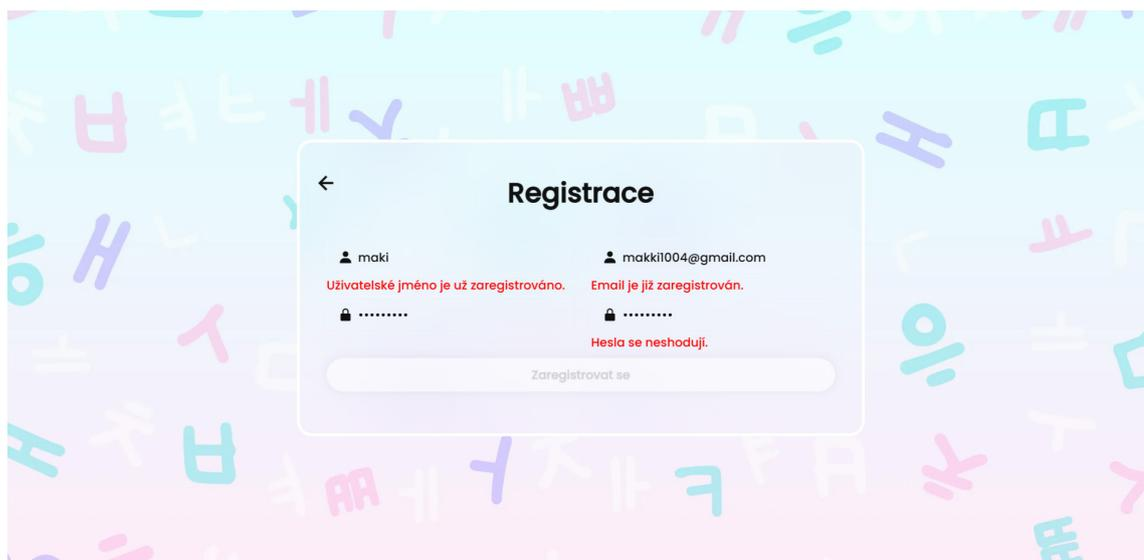 Registrace
maki
makki1004@gmail.com
Uživatelské jméno je už zaregistrováno.
Email je již zaregistrován.
•••••••••
•••••••••
Hesla se neshodují.
Zaregistrovat se